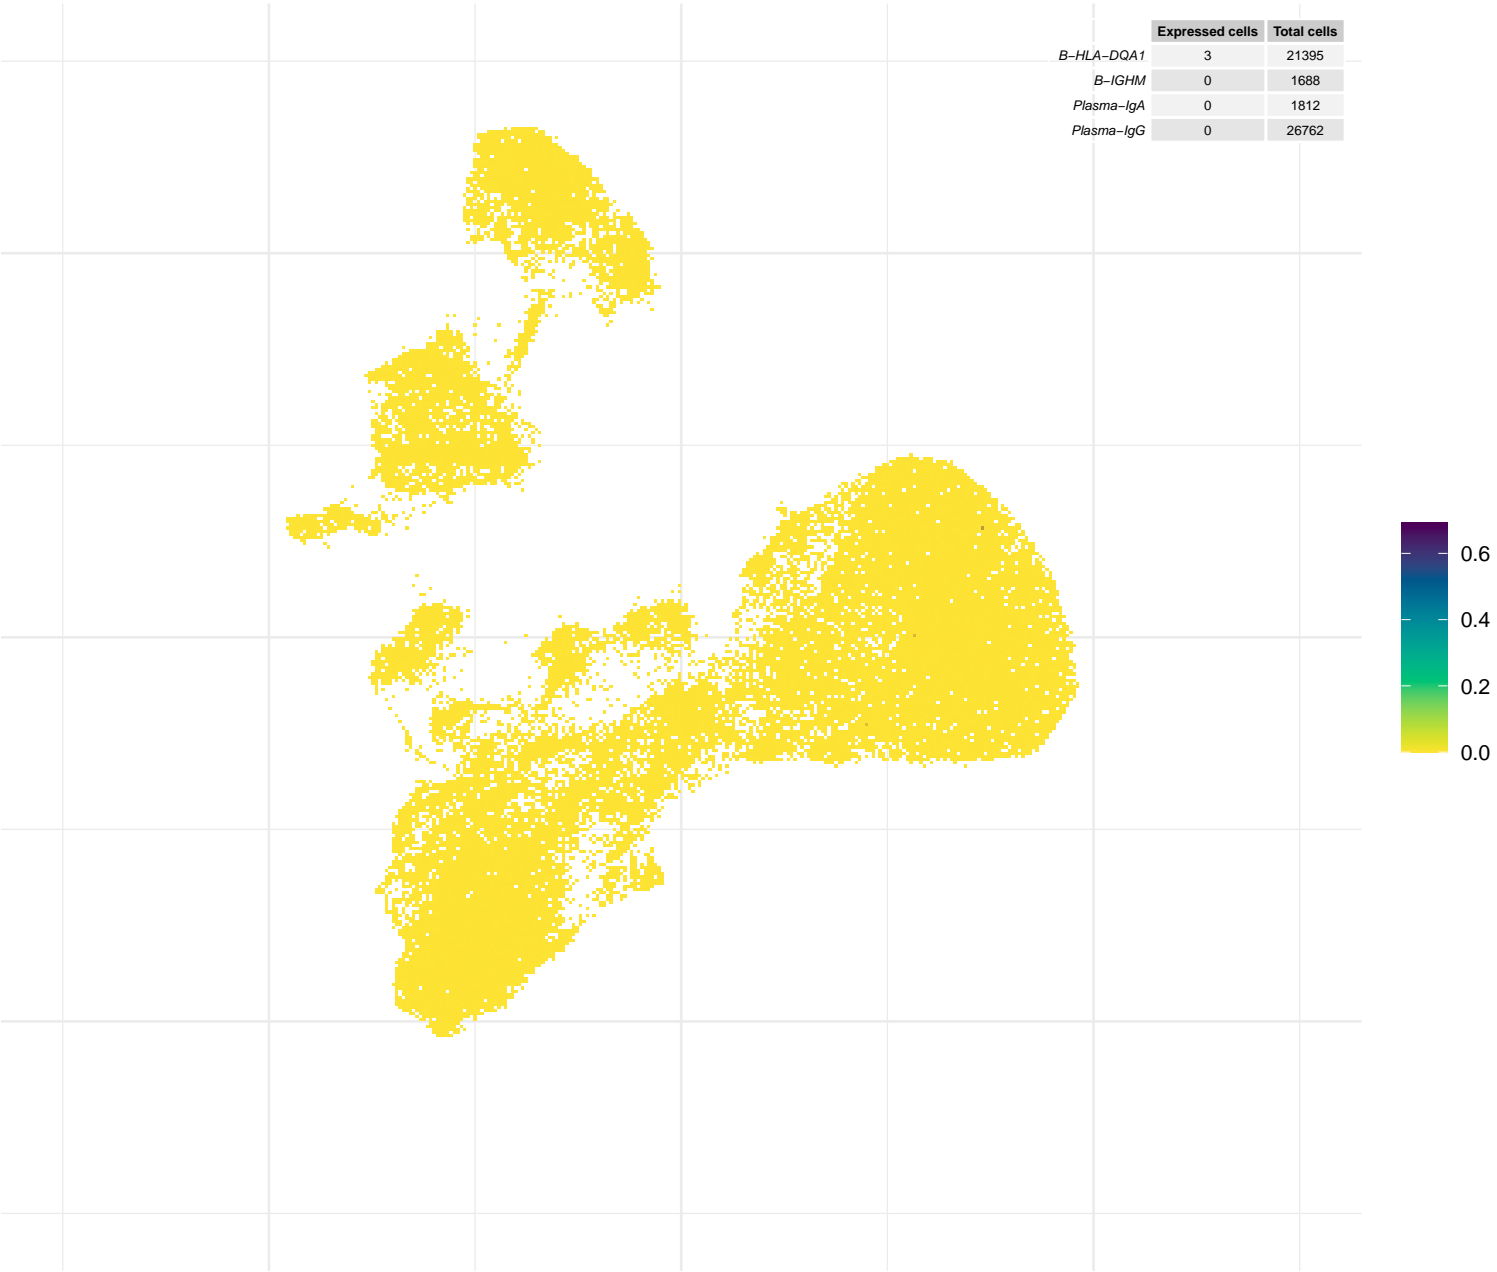 Expressed cells Total cells
B−HLA−DQA1 3 21395
B−IGHM 0 1688
Plasma−IgA 0 1812
Plasma−IgG 0 26762
0.6
0.4
0.2
0.0